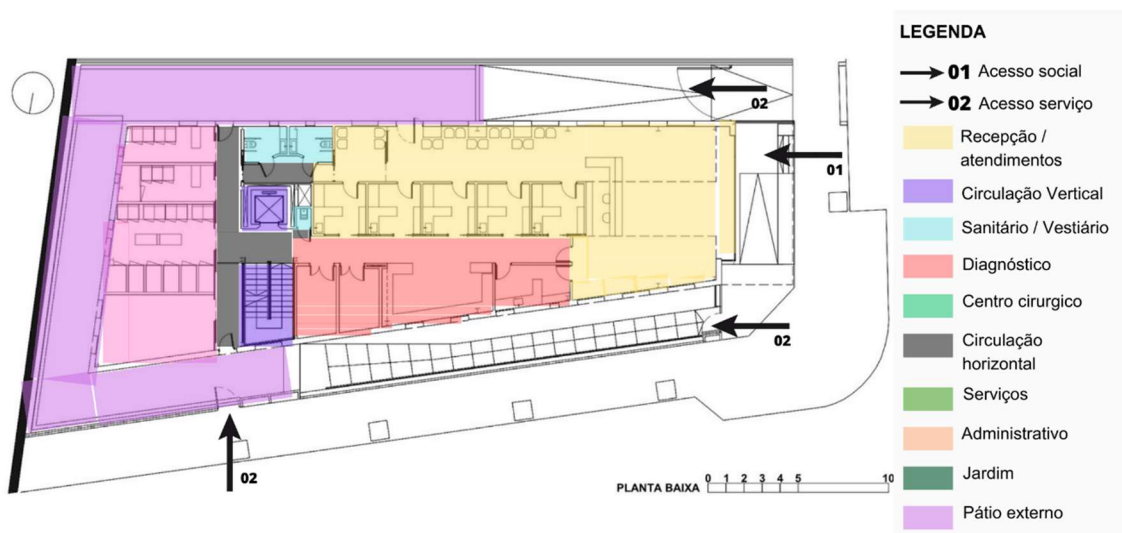 LEGENDA
01 Acesso social
02 Acesso serviço
Recepção /
atendimentos
Circulação Vertical
Sanitário / Vestiário
Diagnóstico
Centro cirurgico
Circulação
horizontal
Serviços
Administrativo
Jardim
Pátio externo
02
01
02
02
PLANTA BAIXA
0 1 2 3 4 5 10